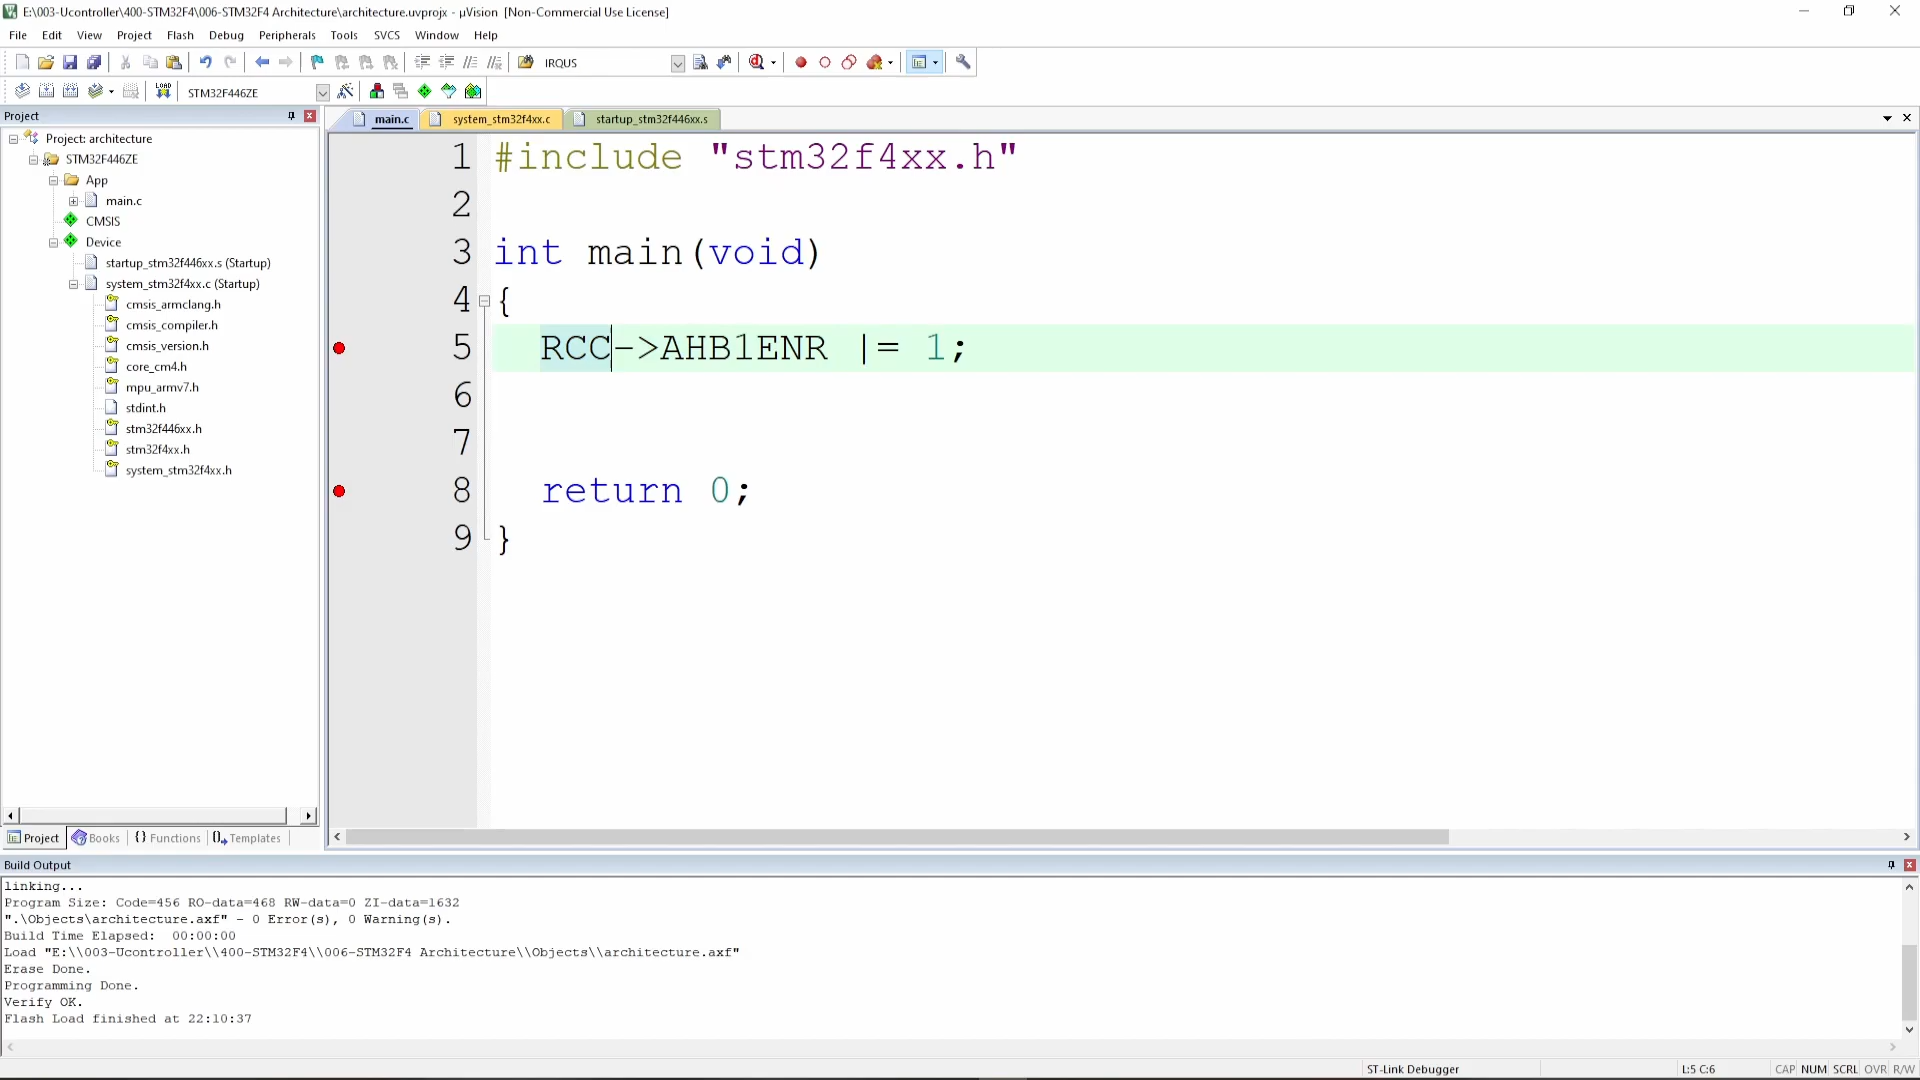 E:\003-Ucontroller\400-STM32F4\006-STM32F4 Architecture\architecture.uvprojx - µVision [Non-Commercial Use License]
File Edit View Project Flash Debug Peripherals Tools SVCS Window Help
IRQUS
LOAD STM32F446ZE
Project
main.c system_stm32f4xx.c startup_stm32f446xx.s
Project: architecture
STM32F446ZE
App
main.c
CMSIS
Device
startup_stm32f446xx.s (Startup)
system_stm32f4xx.c (Startup)
cmsis_armclang.h
cmsis_compiler.h
cmsis_version.h
core_cm4.h
mpu_armv7.h
stdint.h
stm32f446xx.h
stm32f4xx.h
system_stm32f4xx.h
1 #include "stm32f4xx.h"
2
3 int main(void)
4 {
5 RCC->AHB1ENR |= 1;
6
7
8 return 0;
9 }
Project Books {} Functions Templates
Build Output
linking...
Program Size: Code=456 RO-data=468 RW-data=0 ZI-data=1632
".\Objects\architecture.axf" - 0 Error(s), 0 Warning(s).
Build Time Elapsed:  00:00:00
Load "E:\\003-Ucontroller\\400-STM32F4\\006-STM32F4 Architecture\\Objects\\architecture.axf"
Erase Done.
Programming Done.
Verify OK.
Flash Load finished at 22:10:37
ST-Link Debugger L:5 C:6 CAP NUM SCRL OVR R/W